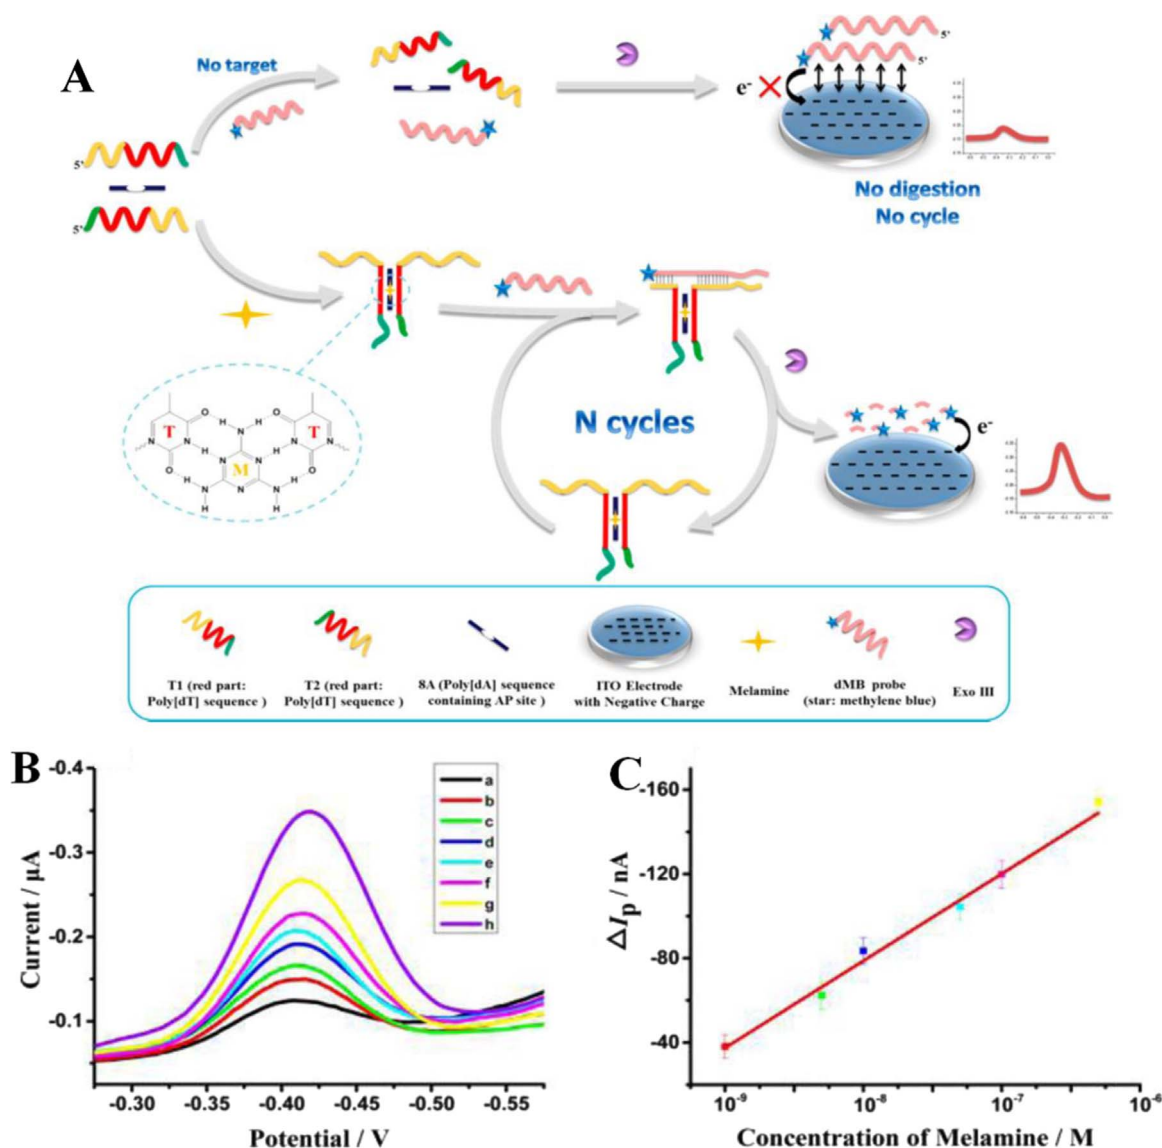 A
No target
5'
5'
e-
5'
5'
No digestion
No cycle
N cycles
e-
T
T
M
O H N H O
N H N N H N
O H N N H O
H H
T1 (red part:
Poly[dT] sequence )
T2 (red part:
Poly[dT] sequence )
8A (Poly[dA] sequence
containing AP site )
ITO Electrode
with Negative Charge
Melamine
dMB probe
(star: methylene blue)
Exo III
B
-0.4
-0.3
-0.2
-0.1
Current / μA
-0.30 -0.35 -0.40 -0.45 -0.50 -0.55
Potential / V
a
b
c
d
e
f
g
h
C
-160
-120
-80
-40
△Ip / nA
10⁻⁹ 10⁻⁸ 10⁻⁷ 10⁻⁶
Concentration of Melamine / M